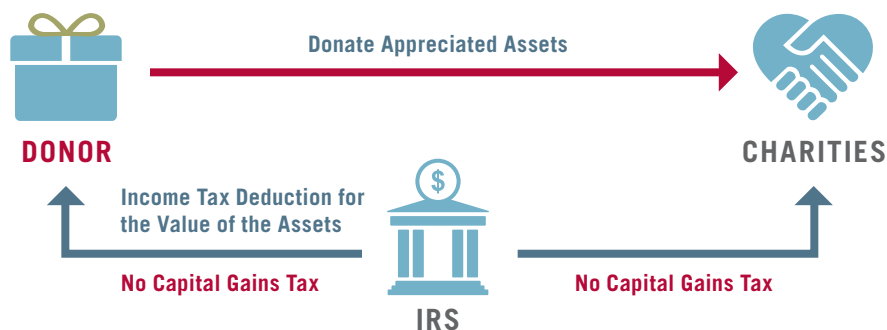 Donate Appreciated Assets
DONOR
CHARITIES
Income Tax Deduction for
the Value of the Assets
$
No Capital Gains Tax
No Capital Gains Tax
IRS